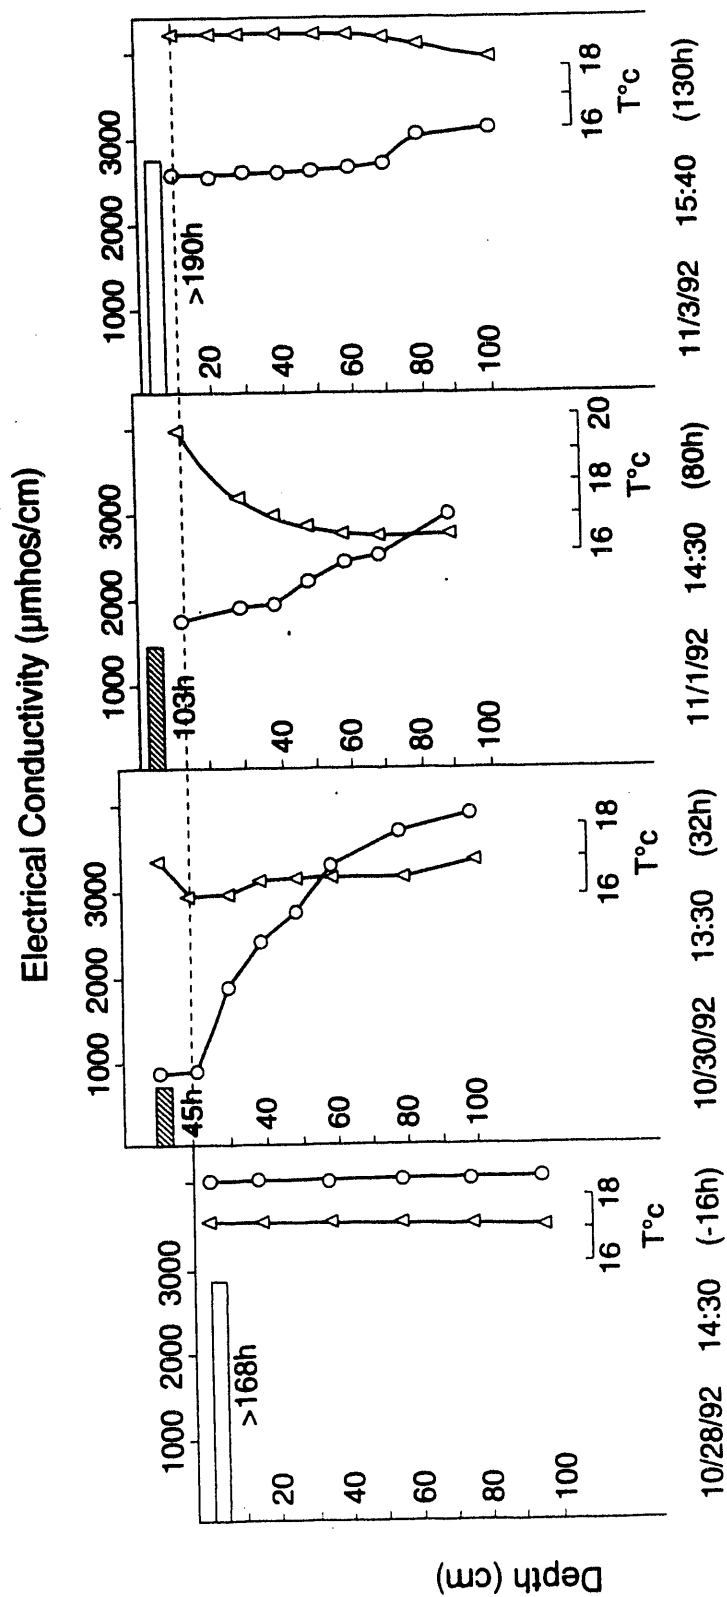 Electrical Conductivity (µmhos/cm)
1000 2000 3000
1000 2000 3000
1000 2000 3000
1000 2000 3000
>168h
45h
103h
>190h
Depth (cm)
20
40
60
80
100
40
60
80
100
40
60
80
100
20
40
60
80
100
16 18
T°c
16 18
T°c
16 18 20
T°c
16 18
T°c
10/28/92 14:30 (-16h)
10/30/92 13:30 (32h)
11/1/92 14:30 (80h)
11/3/92 15:40 (130h)